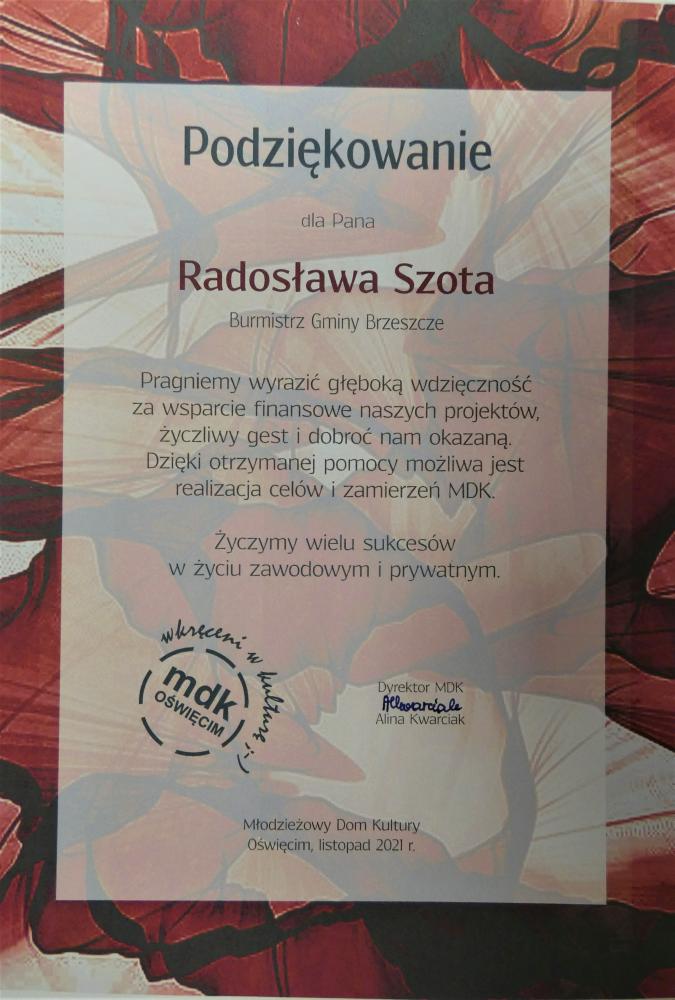 Podziękowanie
dla Pana
Radosława Szota
Burmistrz Gminy Brzeszcze
Pragniemy wyrazić głęboką wdzięczność
za wsparcie finansowe naszych projektów,
życzliwy gest i dobroć nam okazaną.
Dzięki otrzymanej pomocy możliwa jest
realizacja celów i zamierzeń MDK.
Życzymy wielu sukcesów
w życiu zawodowym i prywatnym.
wkręceni w kulturę ;-)
mdk
OŚWIĘCIM
Dyrektor MDK
AKwarciak
Alina Kwarciak
Młodzieżowy Dom Kultury
Oświęcim, listopad 2021 r.